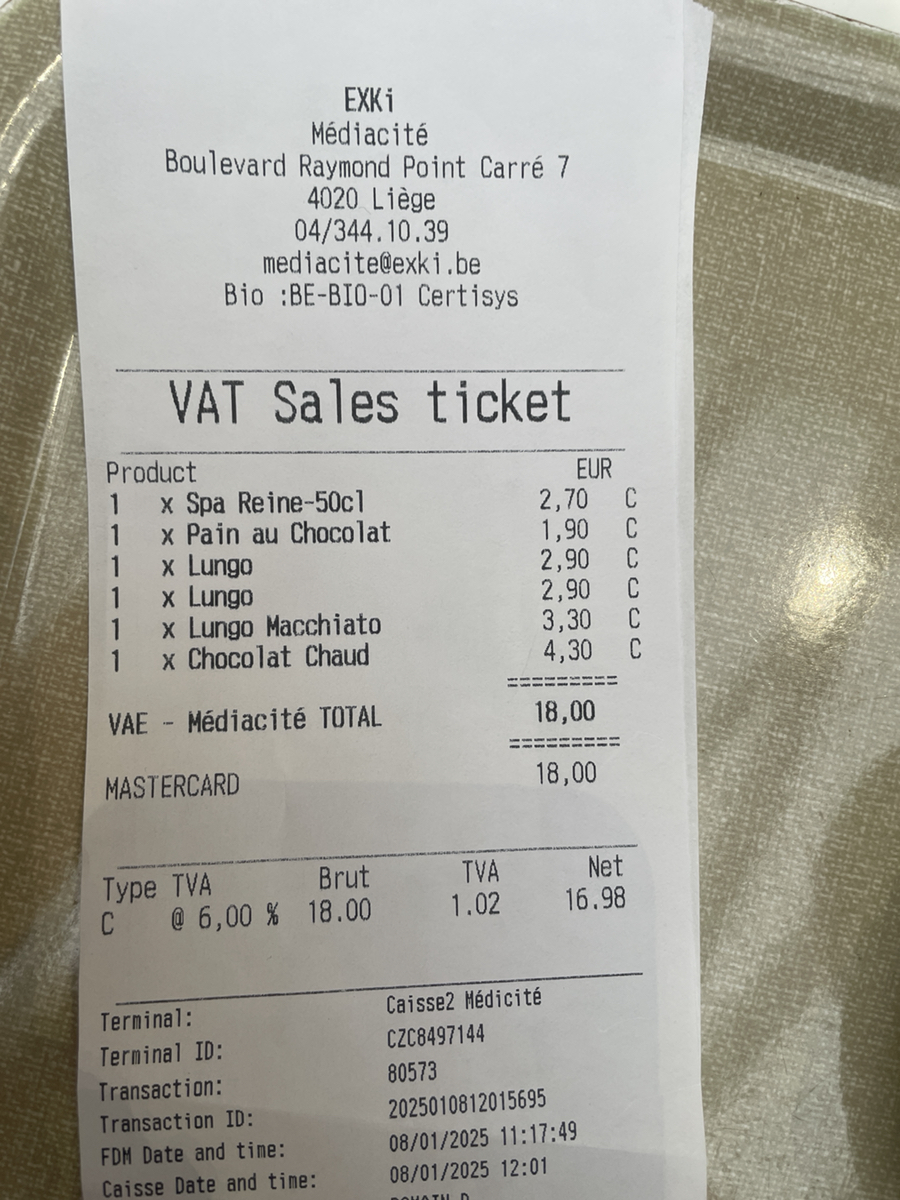 EXKi
Médiacité
Boulevard Raymond Point Carré 7
4020 Liège
04/344.10.39
mediacite@exki.be
Bio :BE-BIO-01 Certisys
VAT Sales ticket
Product EUR
1 x Spa Reine-50cl 2,70 C
1 x Pain au Chocolat 1,90 C
1 x Lungo 2,90 C
1 x Lungo 2,90 C
1 x Lungo Macchiato 3,30 C
1 x Chocolat Chaud 4,30 C
=========
VAE - Médiacité TOTAL 18,00
=========
MASTERCARD 18,00
Type TVA Brut TVA Net
C @ 6,00 % 18.00 1.02 16.98
Terminal: Caisse2 Médicité
Terminal ID: CZC8497144
Transaction: 80573
Transaction ID: 2025010812015695
FDM Date and time: 08/01/2025 11:17:49
Caisse Date and time: 08/01/2025 12:01